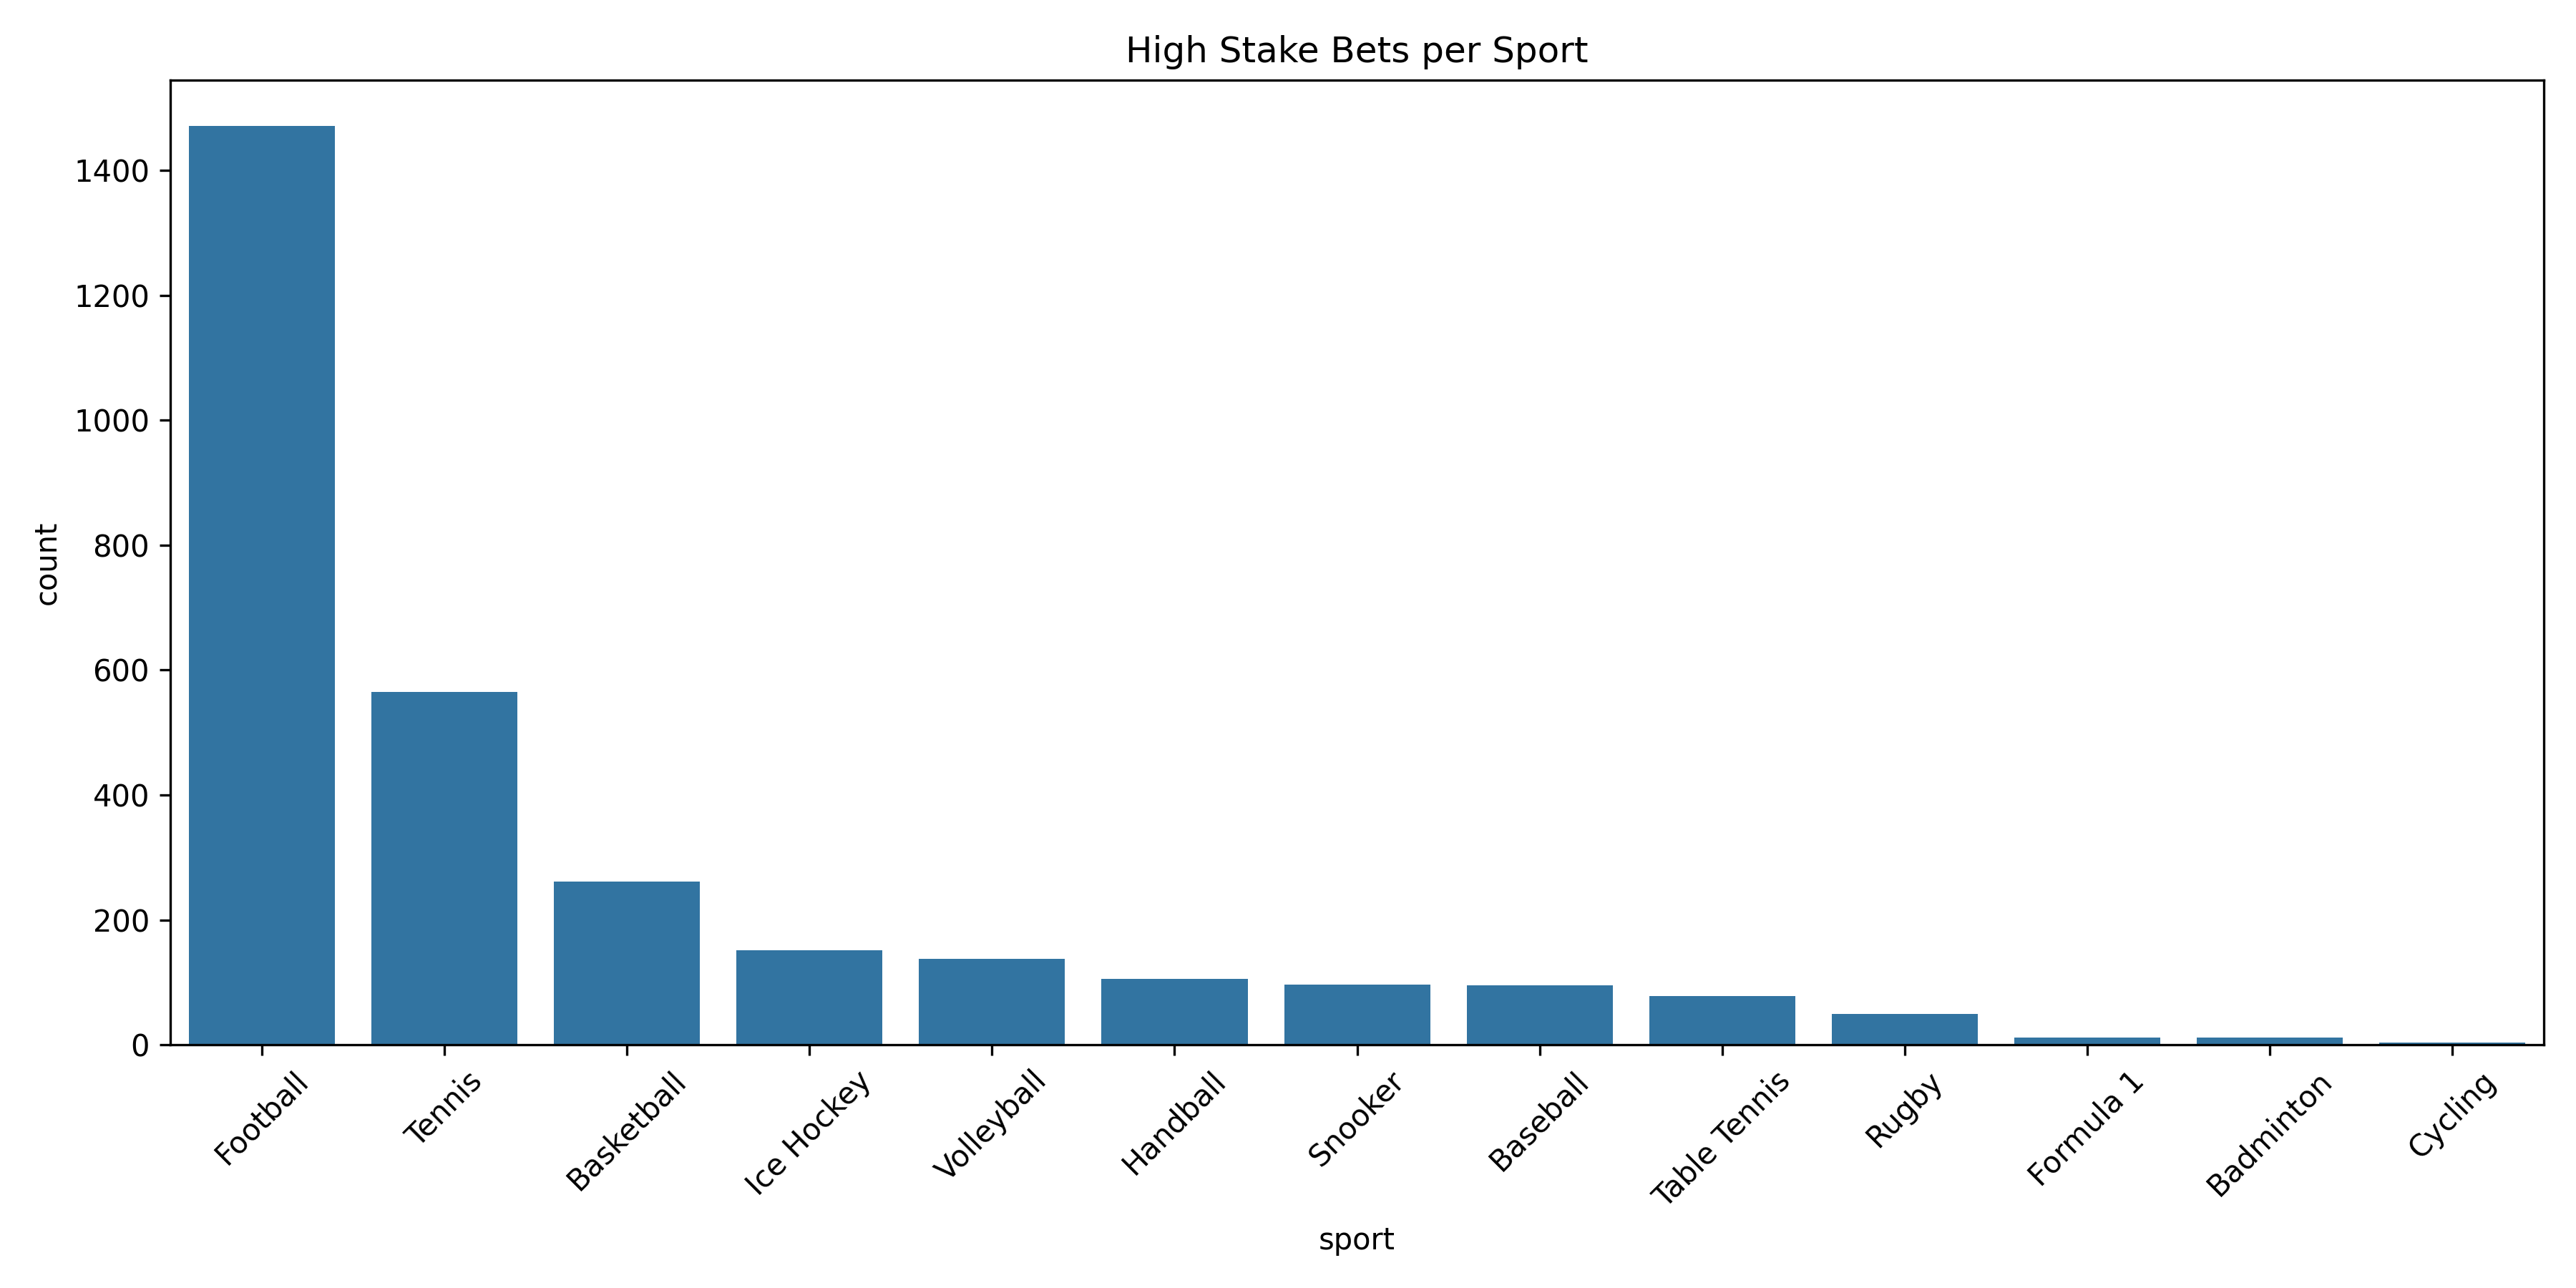 High Stake Bets per Sport
count
1400
1200
1000
800
600
400
200
0
Football
Tennis
Basketball
Ice Hockey
Volleyball
Handball
Snooker
Baseball
Table Tennis
Rugby
Formula 1
Badminton
Cycling
sport